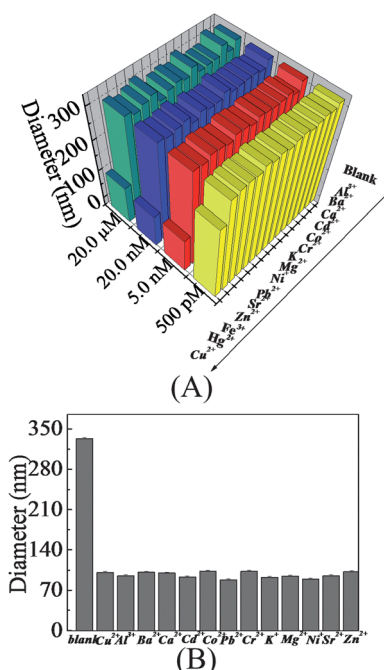 Diameter (nm)
300
200
100
0
20.0 μM
20.0 nM
5.0 nM
500 pM
Blank
Al³⁺
Ba²⁺
Ca²⁺
Cd²⁺
Co²⁺
Cr³⁺
K⁺
Mg²⁺
Ni⁺
Pb²⁺
Sr²⁺
Zn²⁺
Fe³⁺
Hg²⁺
Cu²⁺
(A)
Diameter (nm)
350
280
210
140
70
0
blank Cu²⁺ Al³⁺ Ba²⁺ Ca²⁺ Cd²⁺ Co²⁺ Pb²⁺ Cr³⁺ K⁺ Mg²⁺ Ni⁺ Sr²⁺ Zn²⁺
(B)